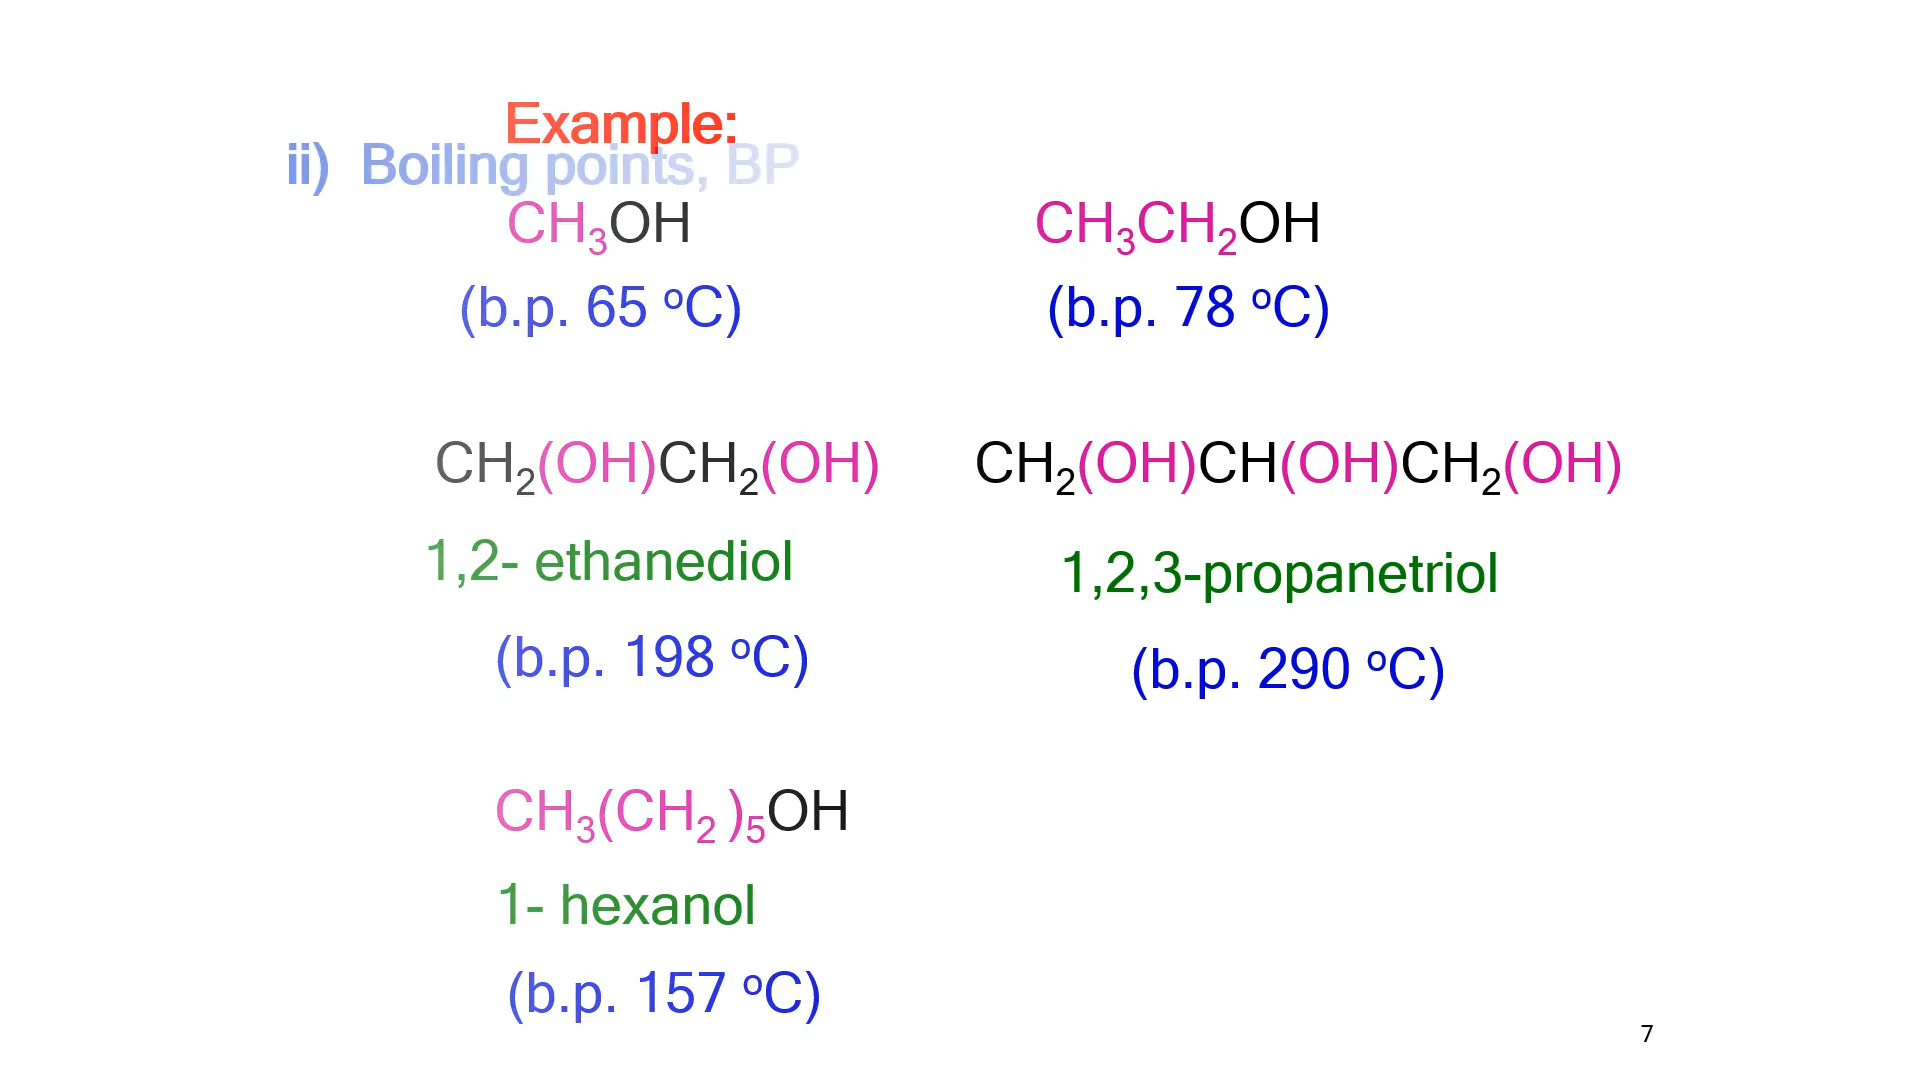 Example:
ii) Boiling points, BP
CH₃OH
CH₃CH₂OH
(b.p. 65 ºC)
(b.p. 78 ºC)
CH₂(OH)CH₂(OH)
CH₂(OH)CH(OH)CH₂(OH)
1,2- ethanediol
1,2,3-propanetriol
(b.p. 198 ºC)
(b.p. 290 ºC)
CH₃(CH₂ )₅OH
1- hexanol
(b.p. 157 ºC)
7